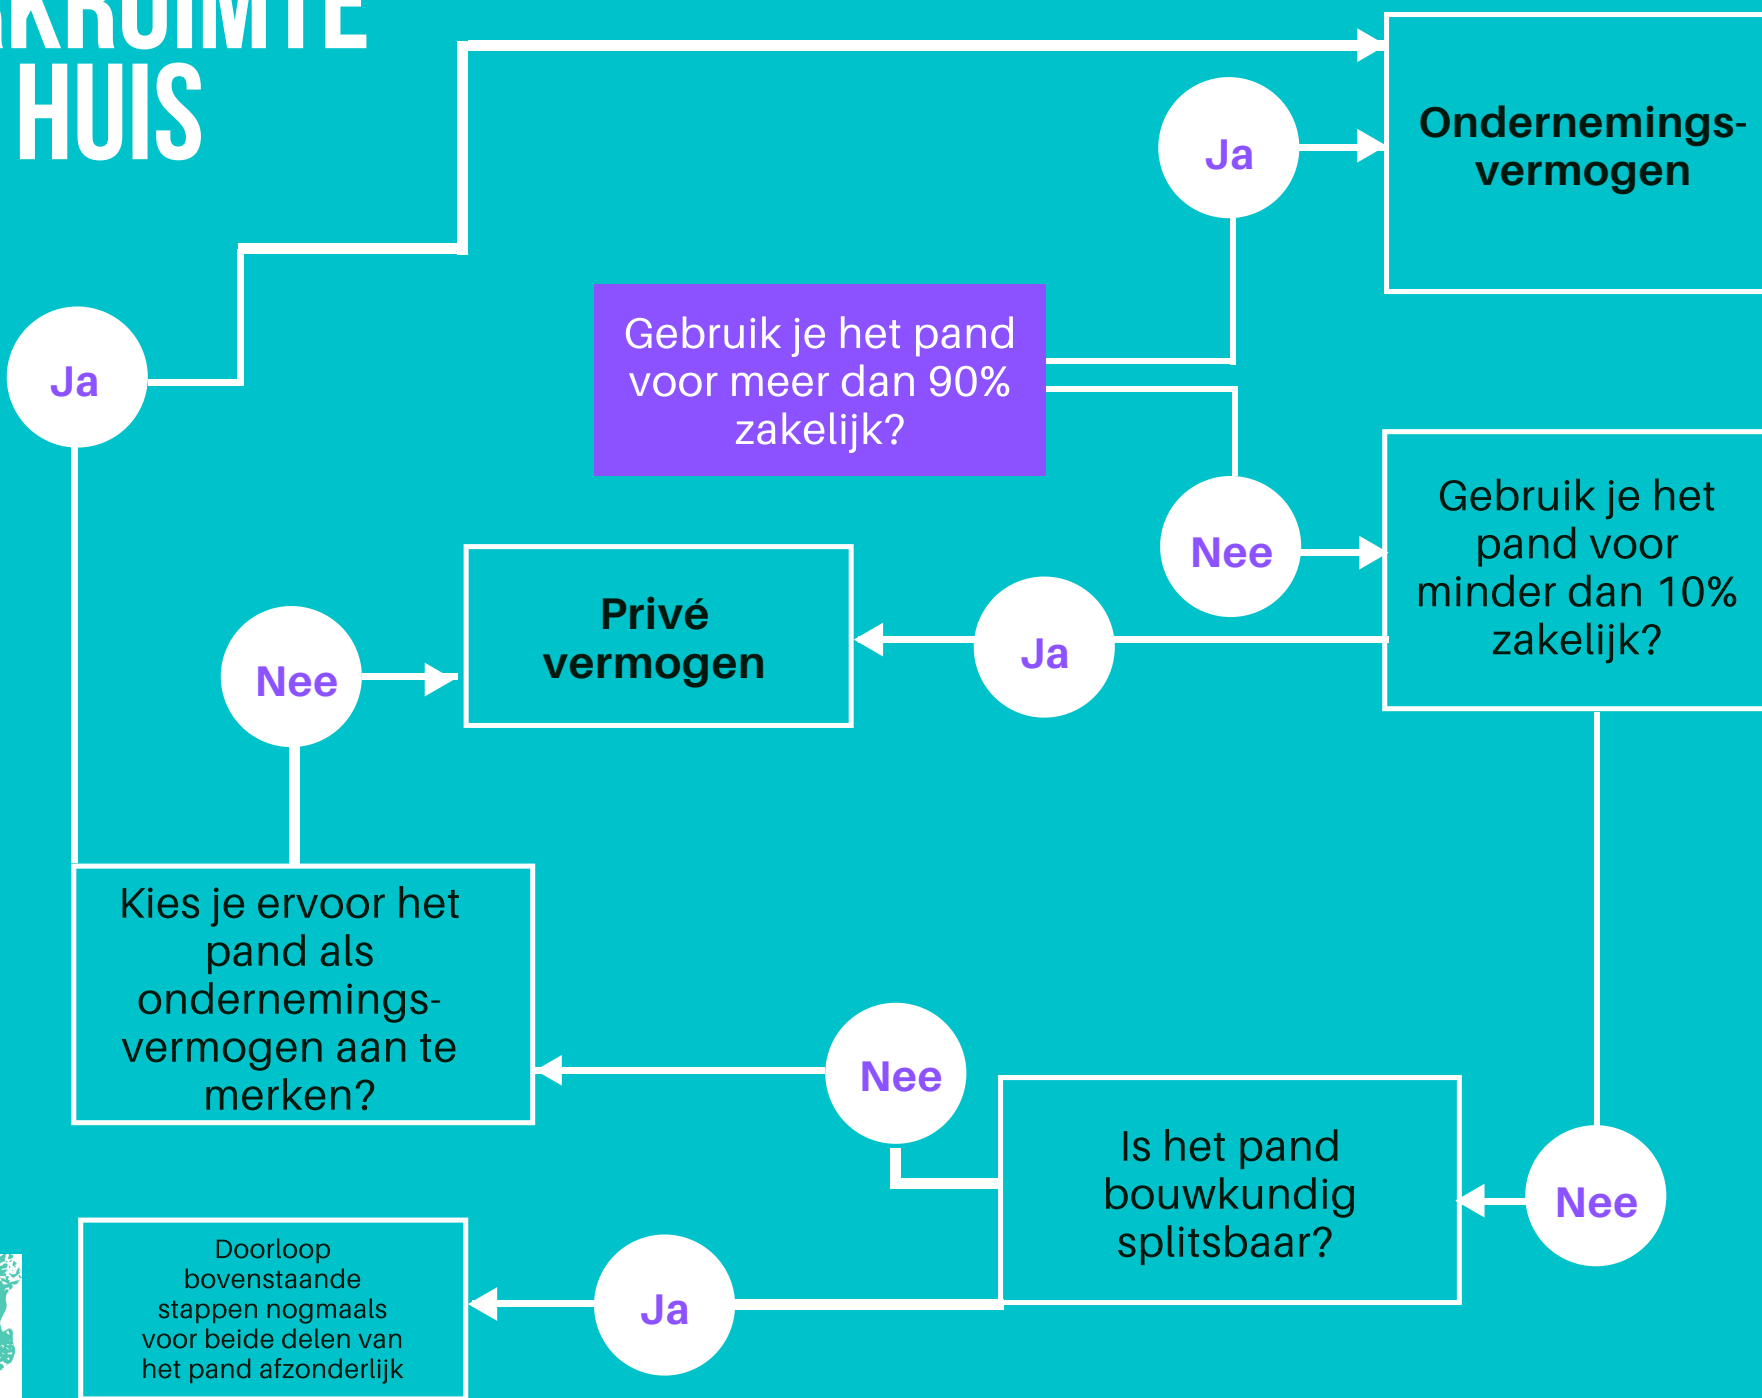 HUIS
Ja
Ondernemings-
vermogen
Gebruik je het pand
voor meer dan 90%
zakelijk?
Ja
Nee
Gebruik je het
pand voor
minder dan 10%
zakelijk?
Privé
vermogen
Ja
Nee
Kies je ervoor het
pand als
ondernemings-
vermogen aan te
merken?
Nee
Is het pand
bouwkundig
splitsbaar?
Nee
Doorloop
bovenstaande
stappen nogmaals
voor beide delen van
het pand afzonderlijk
Ja